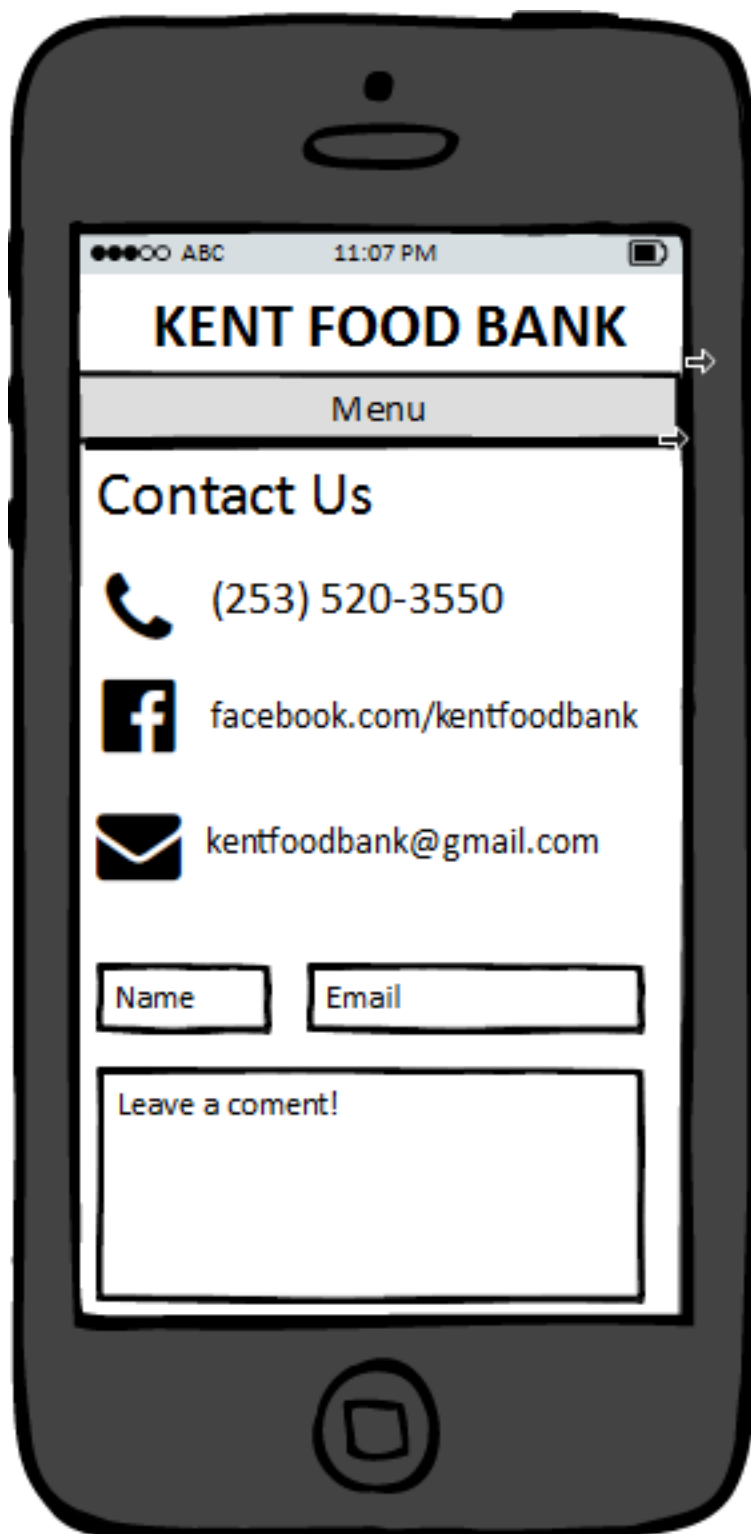 ABC 11:07 PM
KENT FOOD BANK
Menu
Contact Us
(253) 520-3550
facebook.com/kentfoodbank
kentfoodbank@gmail.com
Name Email
Leave a coment!